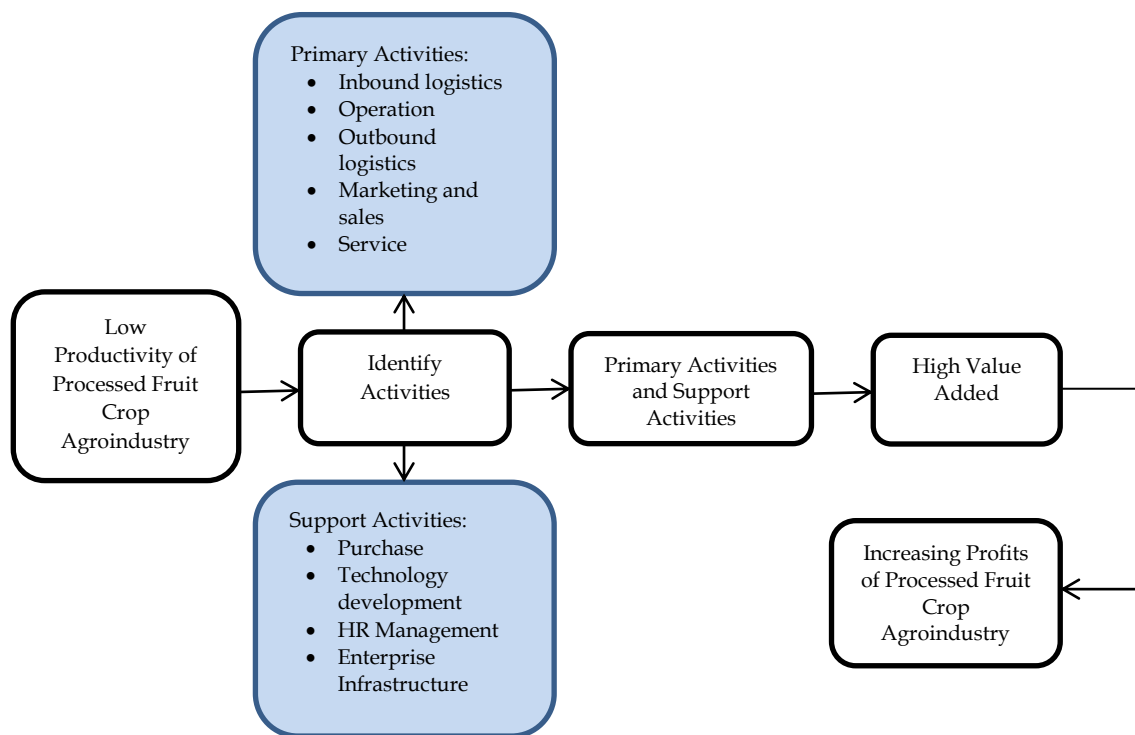 Primary Activities:
• Inbound logistics
• Operation
• Outbound
logistics
• Marketing and
sales
• Service
Low
Productivity of
Processed Fruit
Crop
Agroindustry
Identify
Activities
Primary Activities
and Support
Activities
High Value
Added
Support Activities:
• Purchase
• Technology
development
• HR Management
• Enterprise
Infrastructure
Increasing Profits
of Processed Fruit
Crop
Agroindustry